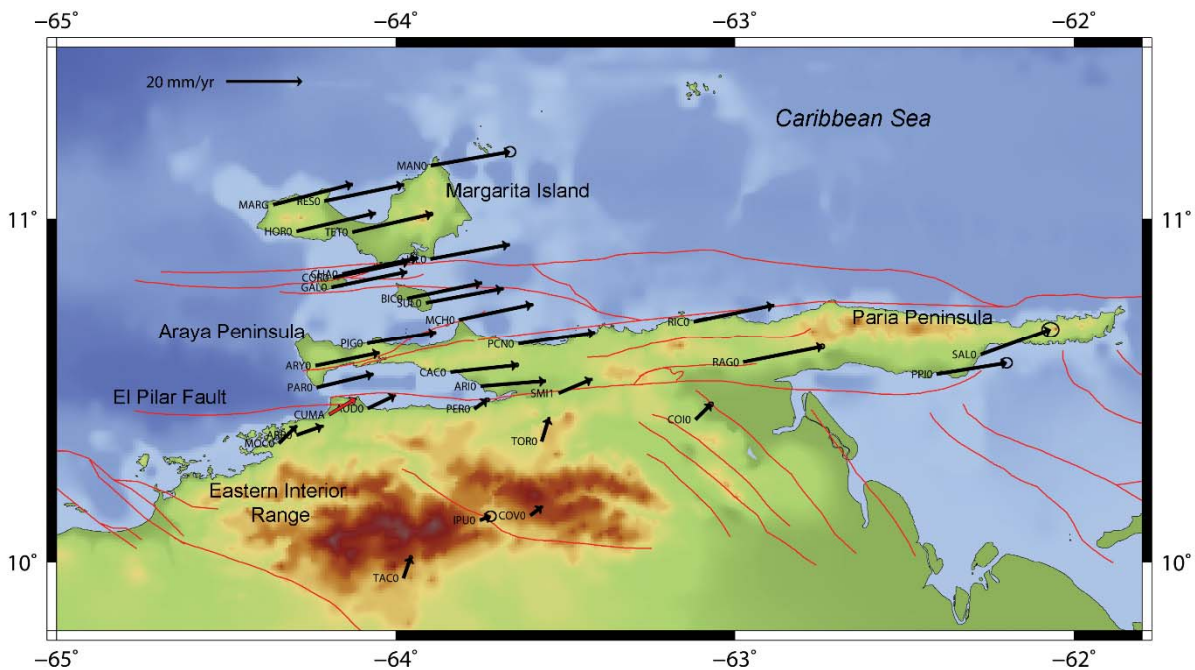 −65˚ −64˚ −63˚ −62˚
20 mm/yr
Caribbean Sea
MAN0
Margarita Island
MARG
RES0
11˚ 11˚
HOR0
TET0
CHA0
GAL0
BIC0
MCH0
RIC0
Araya Peninsula
Paria Peninsula
PIG0
PCN0
SAL0
ARY0
RAG0
CAC0
PPI0
PAR0
ARI0
SMI1
El Pilar Fault
CUMA
PER0
COI0
MOC0
TOR0
Eastern Interior
Range
IPU0
COV0
10˚ 10˚
TAC0
−65˚ −64˚ −63˚ −62˚